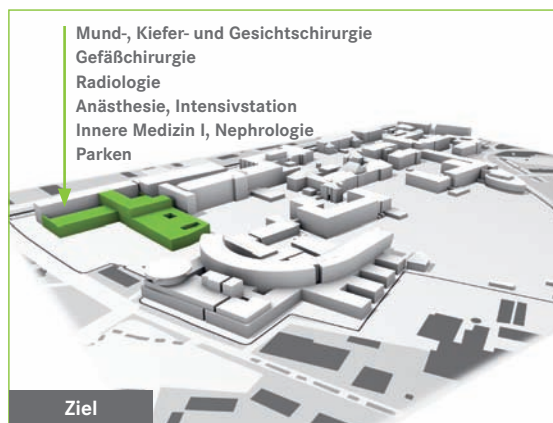 Mund-, Kiefer- und Gesichtschirurgie
Gefäßchirurgie
Radiologie
Anästhesie, Intensivstation
Innere Medizin I, Nephrologie
Parken
Ziel